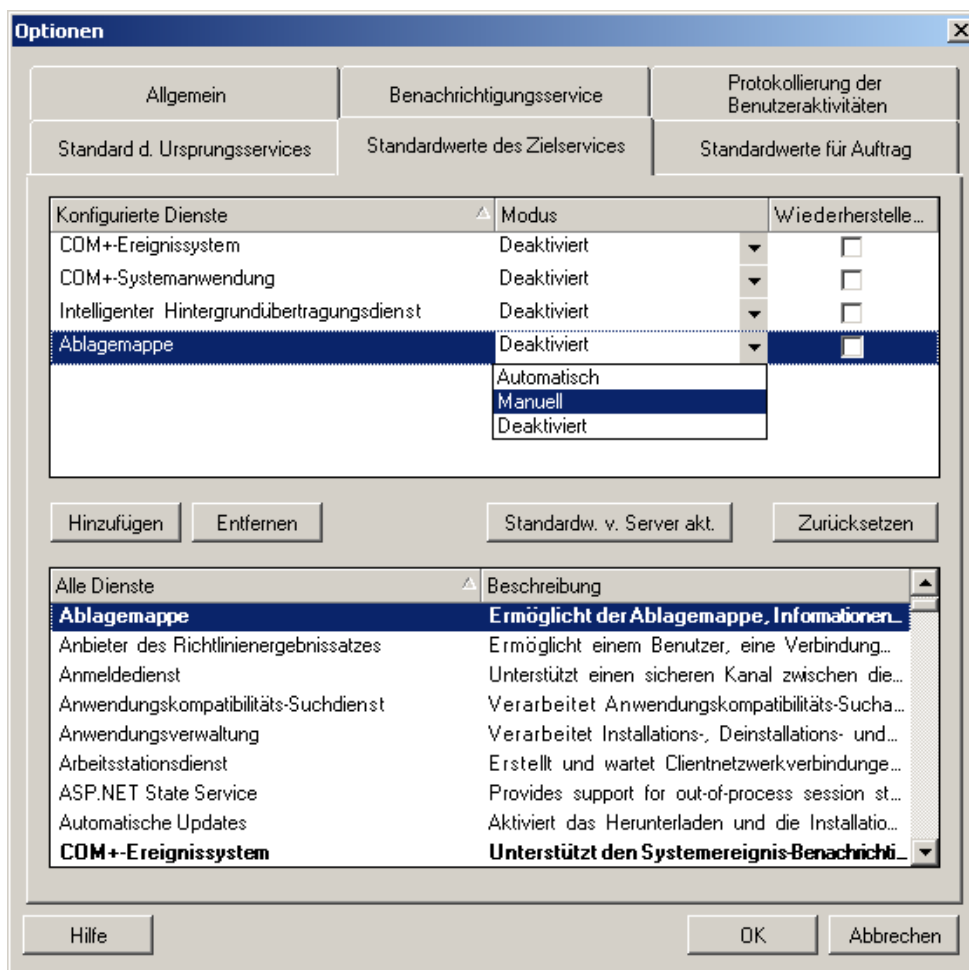 Optionen
Allgemein Benachrichtigungsservice Protokollierung der Benutzeraktivitäten
Standard d. Ursprungsservices Standardwerte des Zielservices Standardwerte für Auftrag
Konfigurierte Dienste Modus Wiederherstelle...
COM+-Ereignissystem Deaktiviert
COM+-Systemanwendung Deaktiviert
Intelligenter Hintergrundübertragungsdienst Deaktiviert
Ablagemappe Deaktiviert
Automatisch
Manuell
Deaktiviert
Hinzufügen Entfernen Standardw. v. Server akt. Zurücksetzen
Alle Dienste Beschreibung
Ablagemappe Ermöglicht der Ablagemappe, Informationen...
Anbieter des Richtlinienergebnissatzes Ermöglicht einem Benutzer, eine Verbindung...
Anmeldedienst Unterstützt einen sicheren Kanal zwischen die...
Anwendungskompatibilitäts-Suchdienst Verarbeitet Anwendungskompatibilitäts-Sucha...
Anwendungsverwaltung Verarbeitet Installations-, Deinstallations- und...
Arbeitsstationsdienst Erstellt und wartet Clientnetzwerkverbindunge...
ASP.NET State Service Provides support for out-of-process session st...
Automatische Updates Aktiviert das Herunterladen und die Installatio...
COM+-Ereignissystem Unterstützt den Systemereignis-Benachrichti...
Hilfe OK Abbrechen